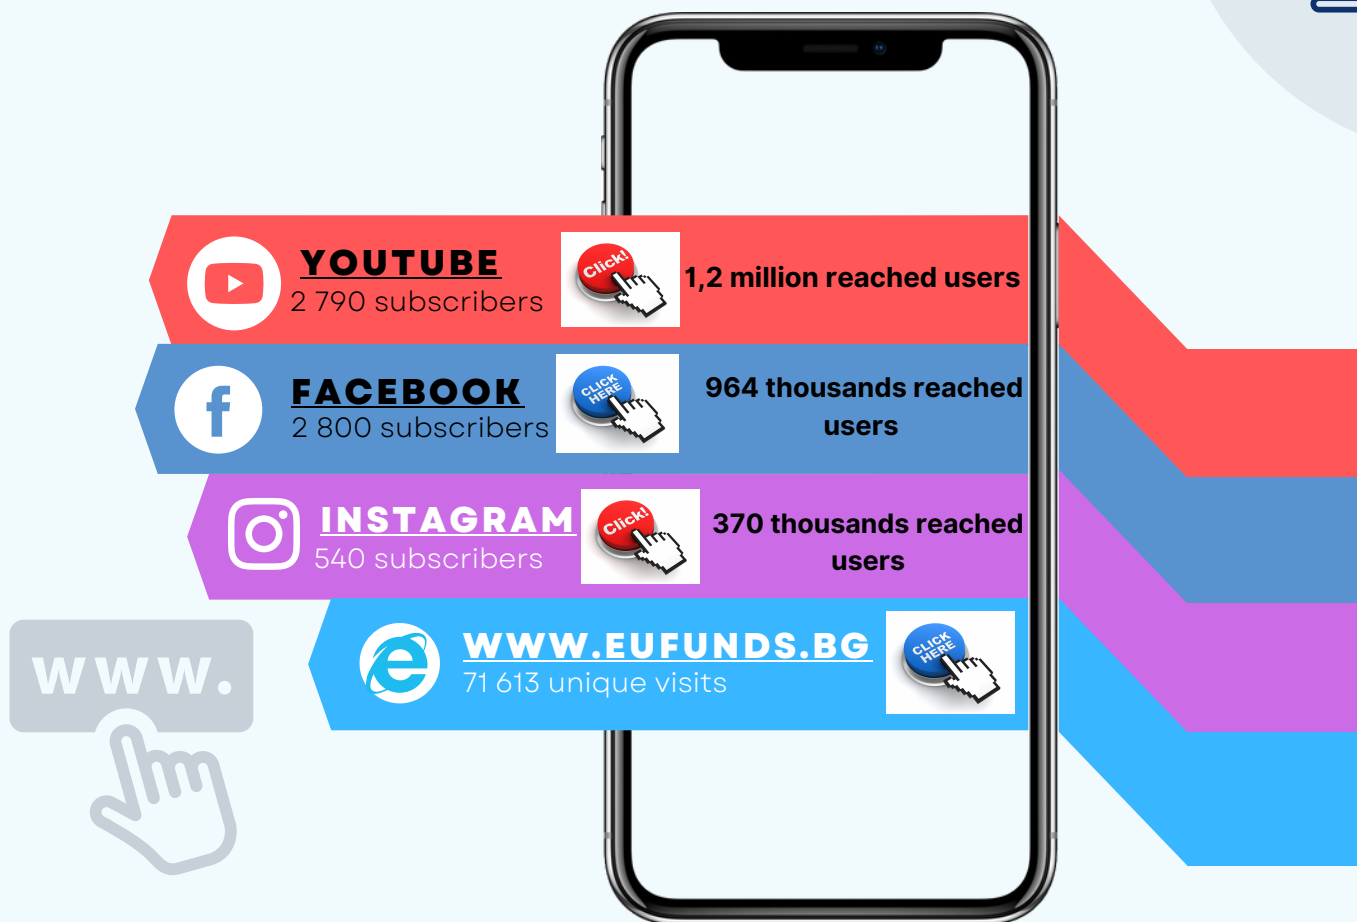 YOUTUBE
2 790 subscribers
Click!
1,2 million reached users
FACEBOOK
2 800 subscribers
CLICK
HERE
964 thousands reached
users
INSTAGRAM
540 subscribers
Click!
370 thousands reached
users
WWW.EUFUNDS.BG
71 613 unique visits
CLICK
HERE
www.